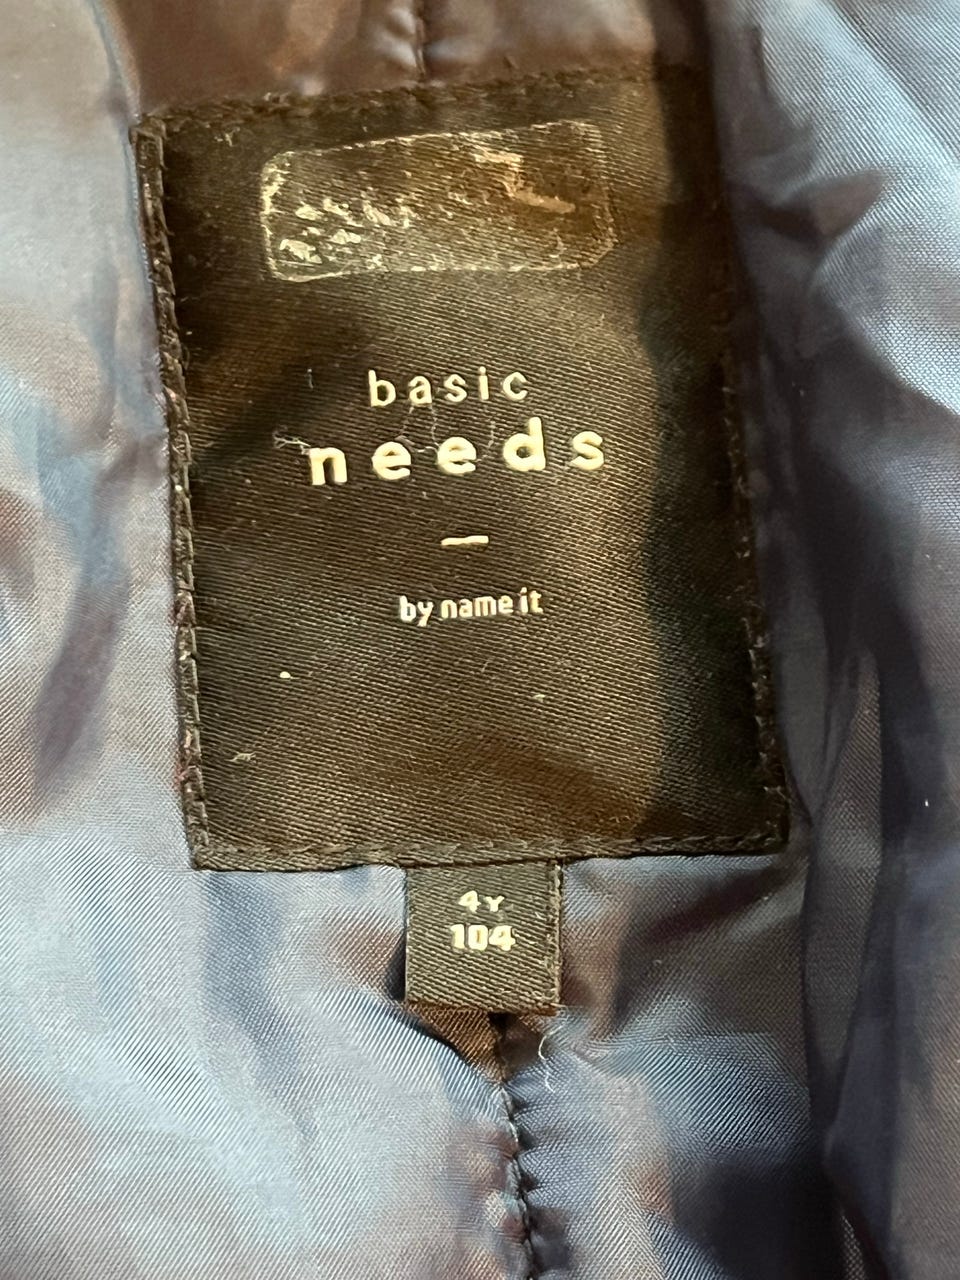 basic
needs
—
by name it
4Y
104